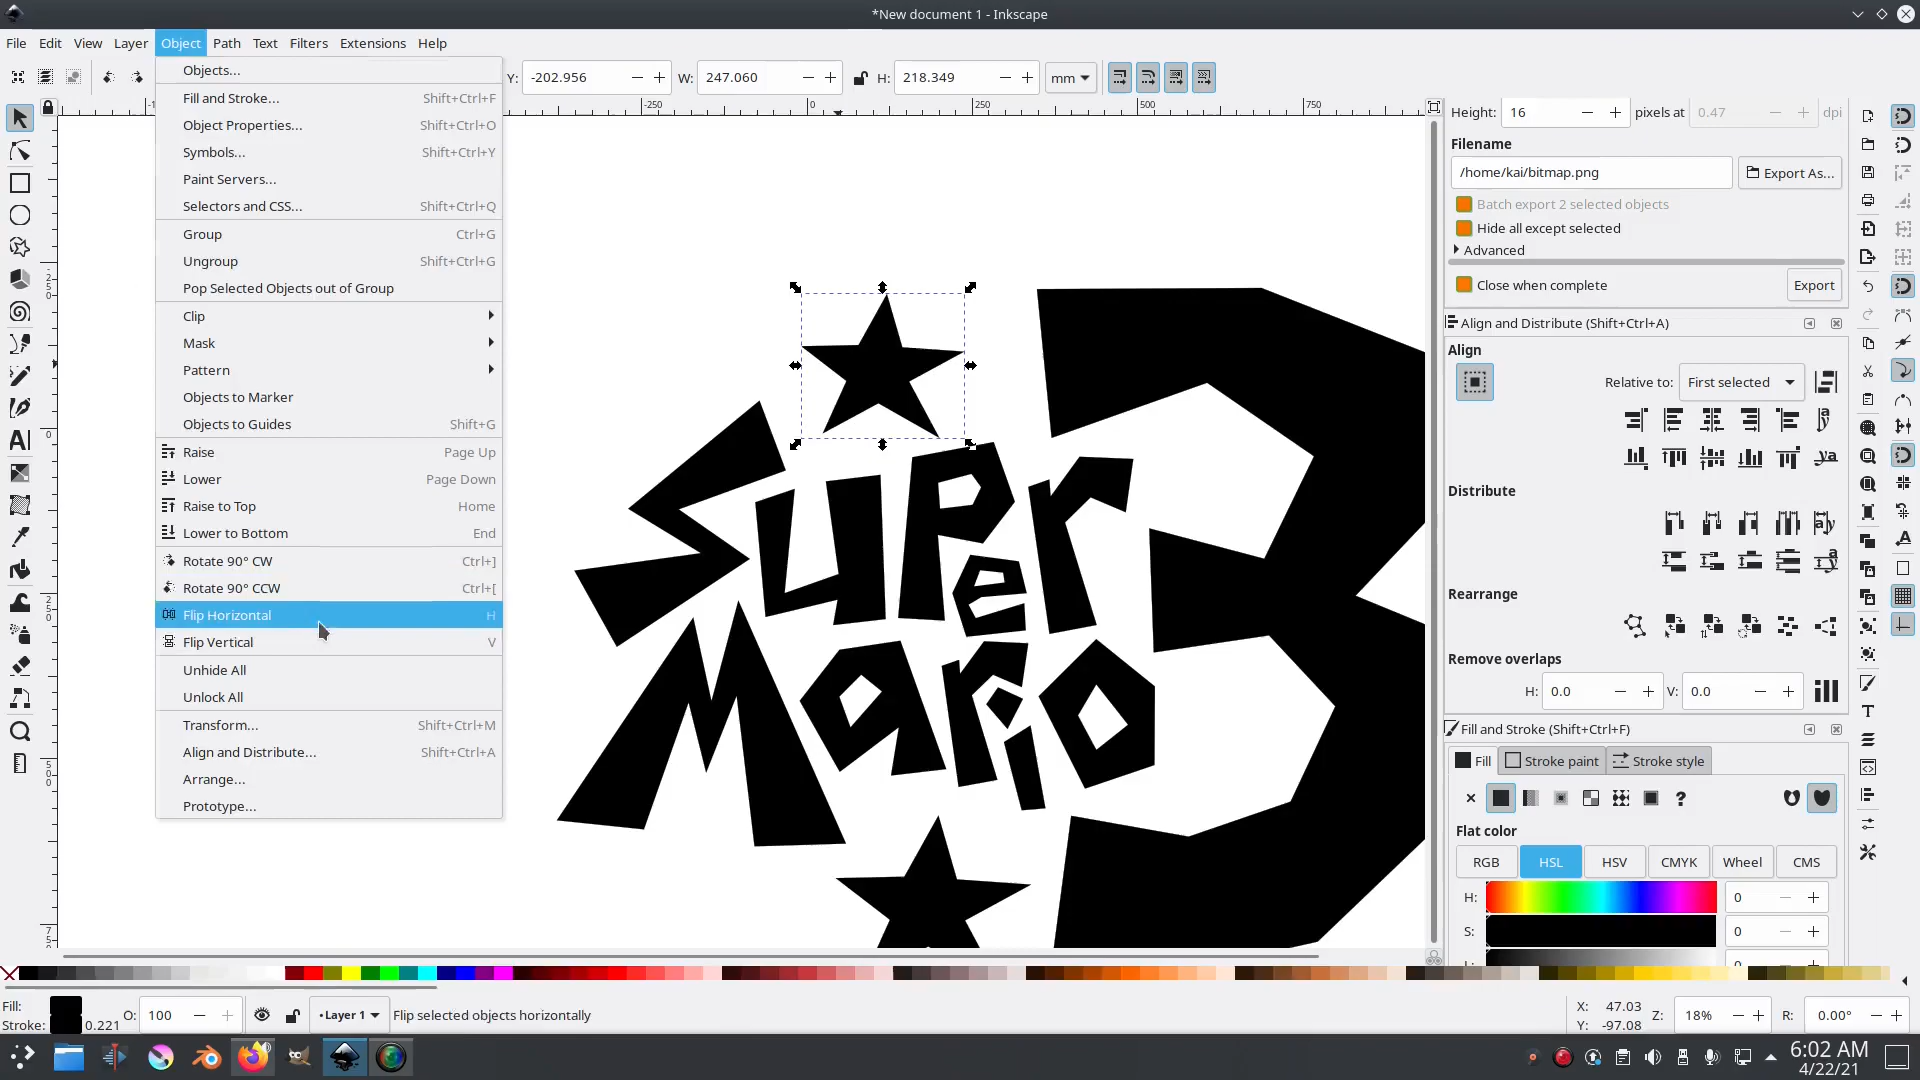 *New document 1 - Inkscape
File Edit View Layer Object Path Text Filters Extensions Help
Y: -202.956 W: 247.060 H: 218.349 mm
Objects...
Fill and Stroke... Shift+Ctrl+F
Object Properties... Shift+Ctrl+O
Symbols... Shift+Ctrl+Y
Paint Servers...
Selectors and CSS... Shift+Ctrl+Q
Group Ctrl+G
Ungroup Shift+Ctrl+G
Pop Selected Objects out of Group
Clip
Mask
Pattern
Objects to Marker
Objects to Guides Shift+G
Raise Page Up
Lower Page Down
Raise to Top Home
Lower to Bottom End
Rotate 90° CW Ctrl+]
Rotate 90° CCW Ctrl+[
Flip Horizontal H
Flip Vertical V
Unhide All
Unlock All
Transform... Shift+Ctrl+M
Align and Distribute... Shift+Ctrl+A
Arrange...
Prototype...
-250 0 250 500 750
Super
Mario
3
Height: 16 pixels at 0.47 dpi
Filename
/home/kai/bitmap.png Export As...
Batch export 2 selected objects
Hide all except selected
Advanced
Close when complete Export
Align and Distribute (Shift+Ctrl+A)
Align
Relative to: First selected
Distribute
Rearrange
Remove overlaps
H: 0.0 V: 0.0
Fill and Stroke (Shift+Ctrl+F)
Fill Stroke paint Stroke style
Flat color
RGB HSL HSV CMYK Wheel CMS
H: 0
S: 0
Fill:
Stroke: 0.221 O: 100 •Layer 1 Flip selected objects horizontally
X: 47.03
Y: -97.08
Z: 18% R: 0.00°
6:02 AM
4/22/21